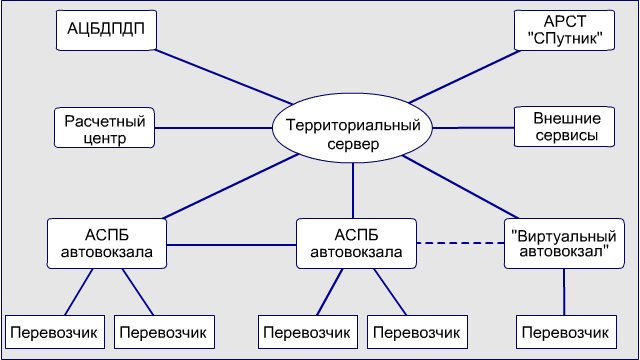 АЦБДПДП
АРСТ
"СПутник"
Расчетный
центр
Территориальный
сервер
Внешние
сервисы
АСПБ
автовокзала
АСПБ
автовокзала
"Виртуальный
автовокзал"
Перевозчик
Перевозчик
Перевозчик
Перевозчик
Перевозчик